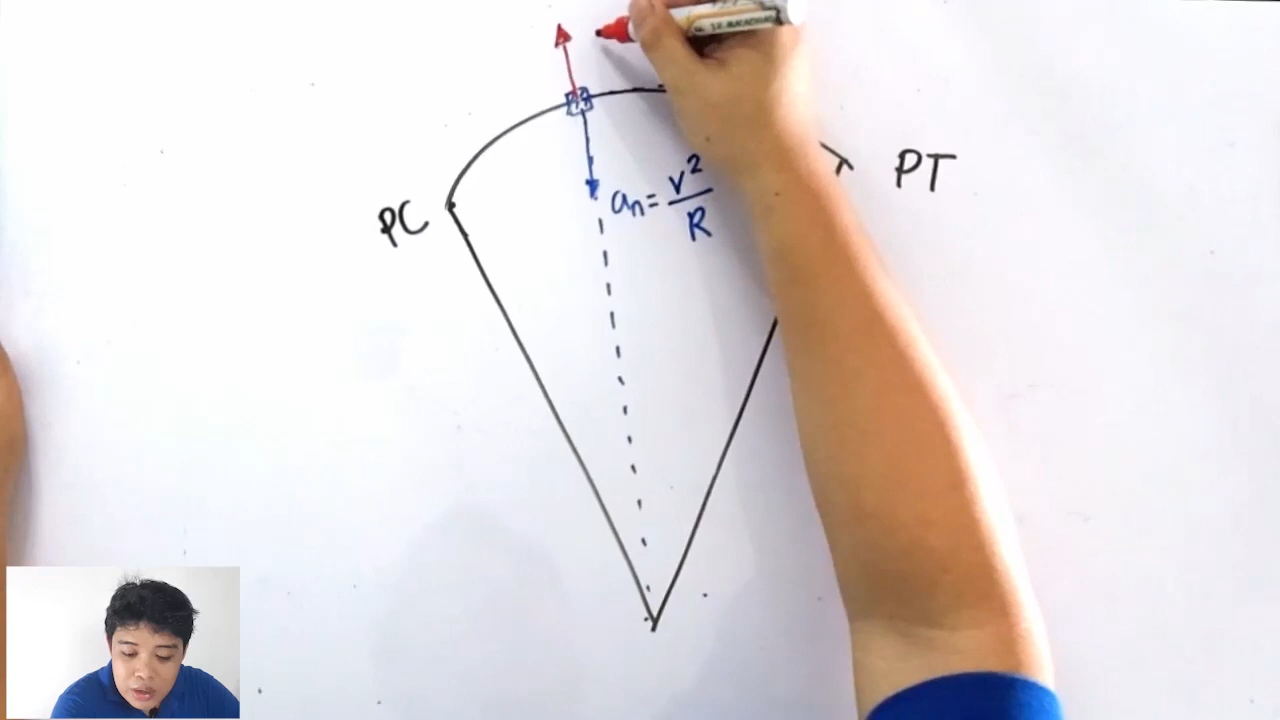 PC
PT
aₙ = v²/R